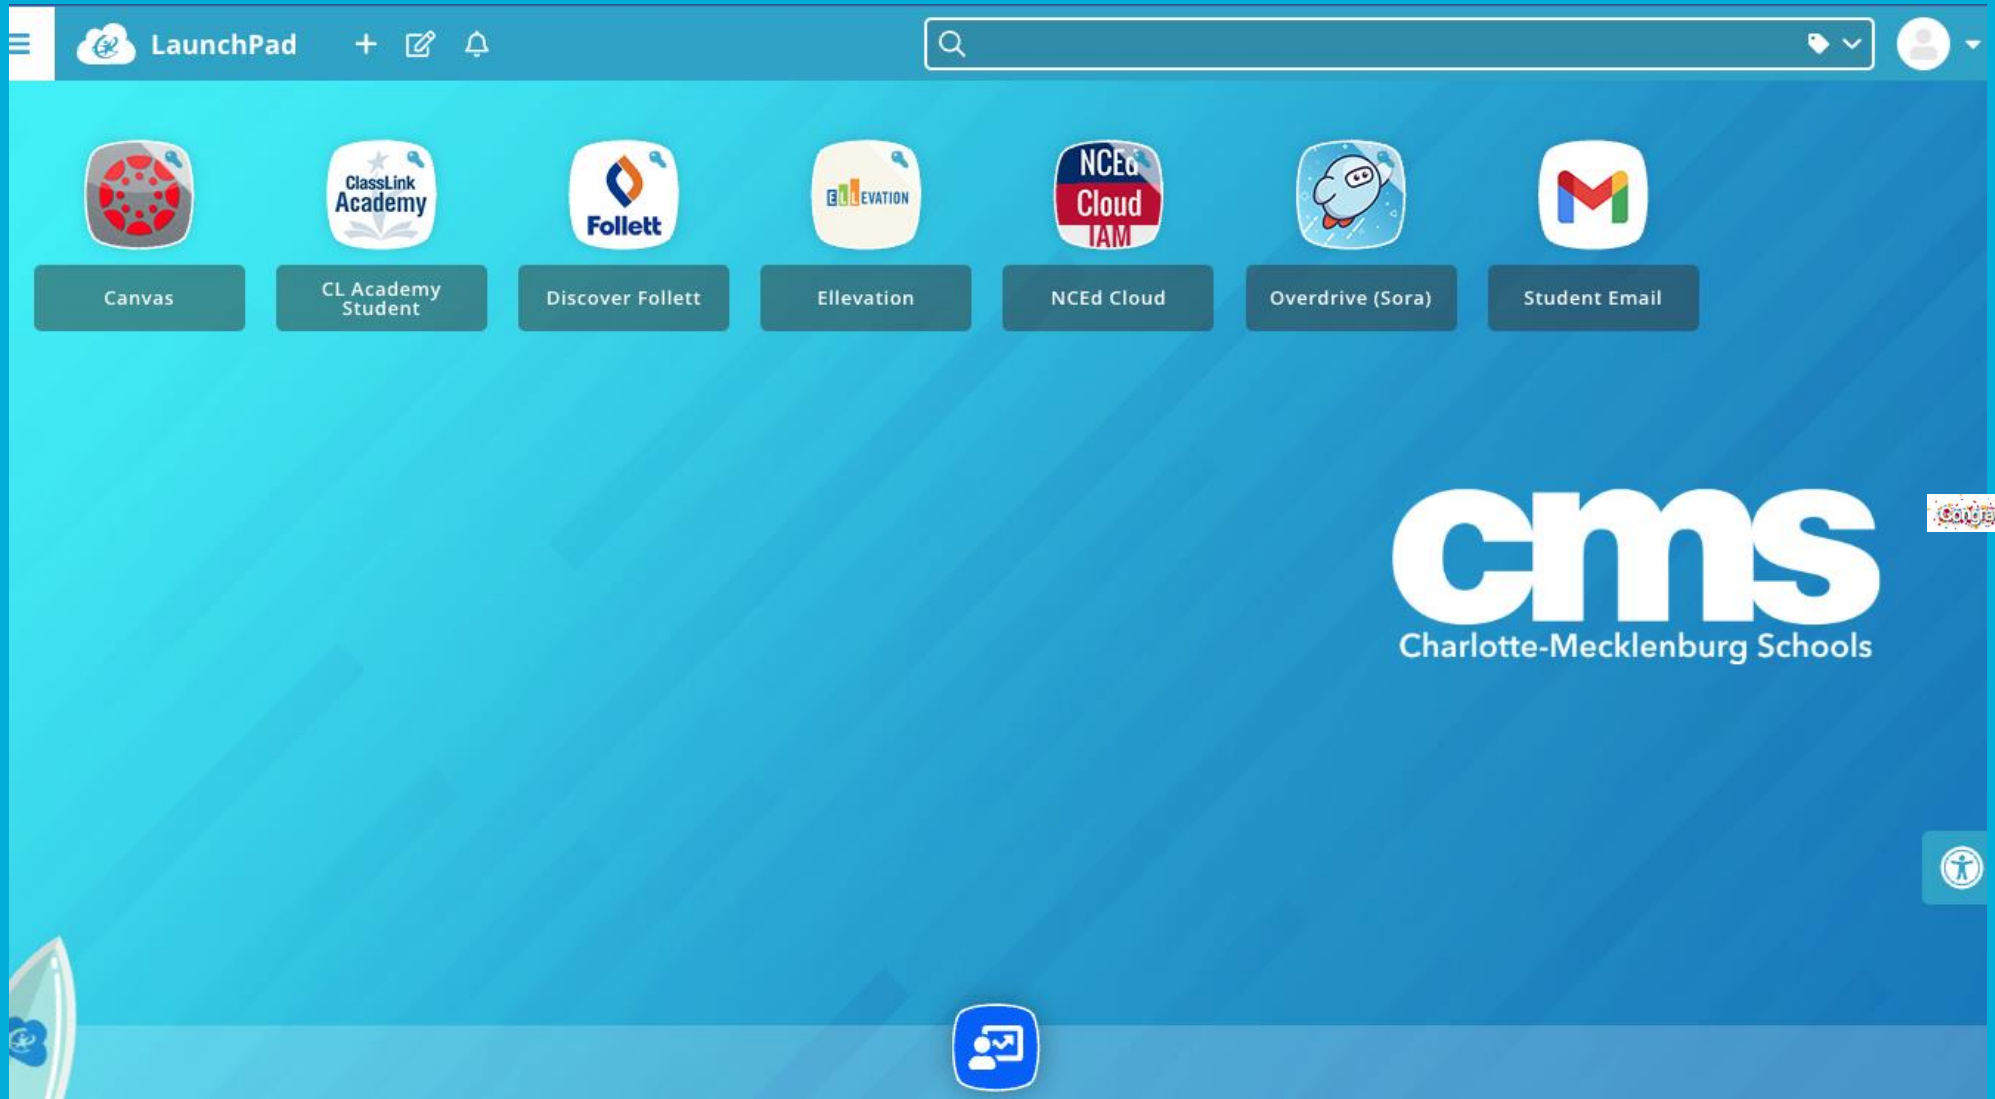 LaunchPad
ClassLink
Academy
Follett
ELLEVATION
NCEd
Cloud
IAM
Canvas
CL Academy
Student
Discover Follett
Ellevation
NCEd Cloud
Overdrive (Sora)
Student Email
cms
Charlotte-Mecklenburg Schools